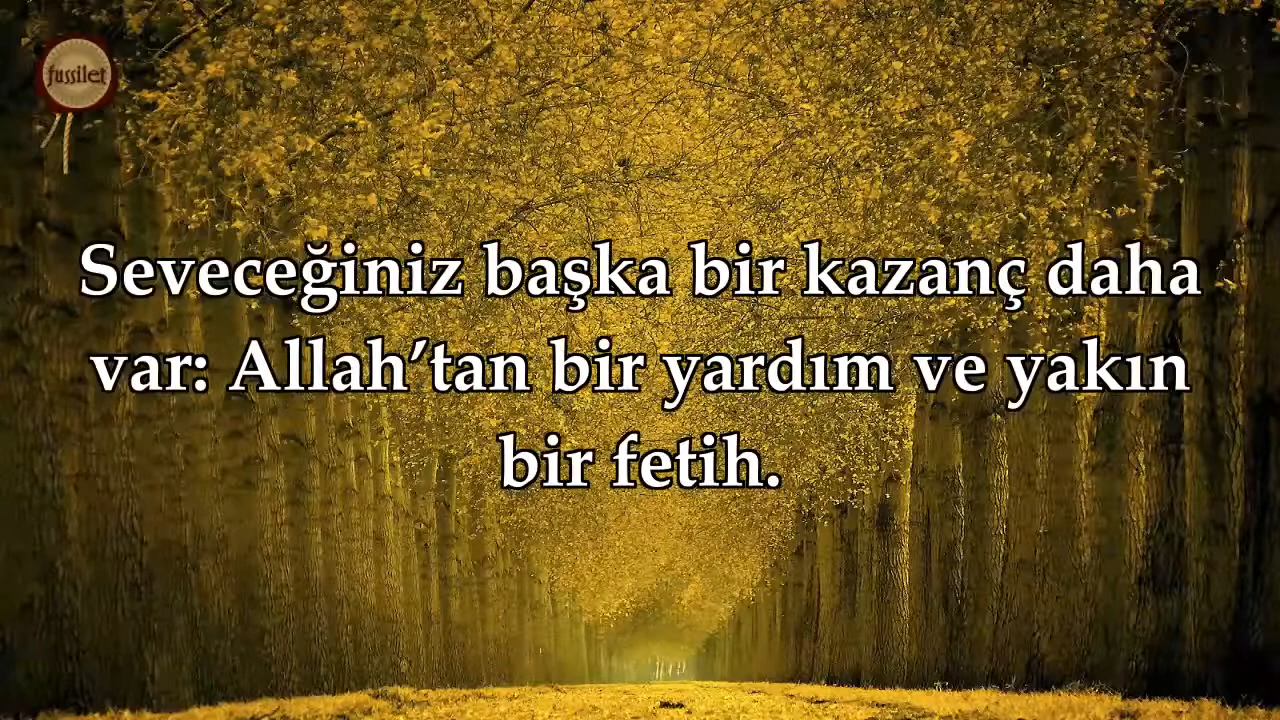 fussilet
Seveceğiniz başka bir kazanç daha
var: Allah’tan bir yardım ve yakın
bir fetih.